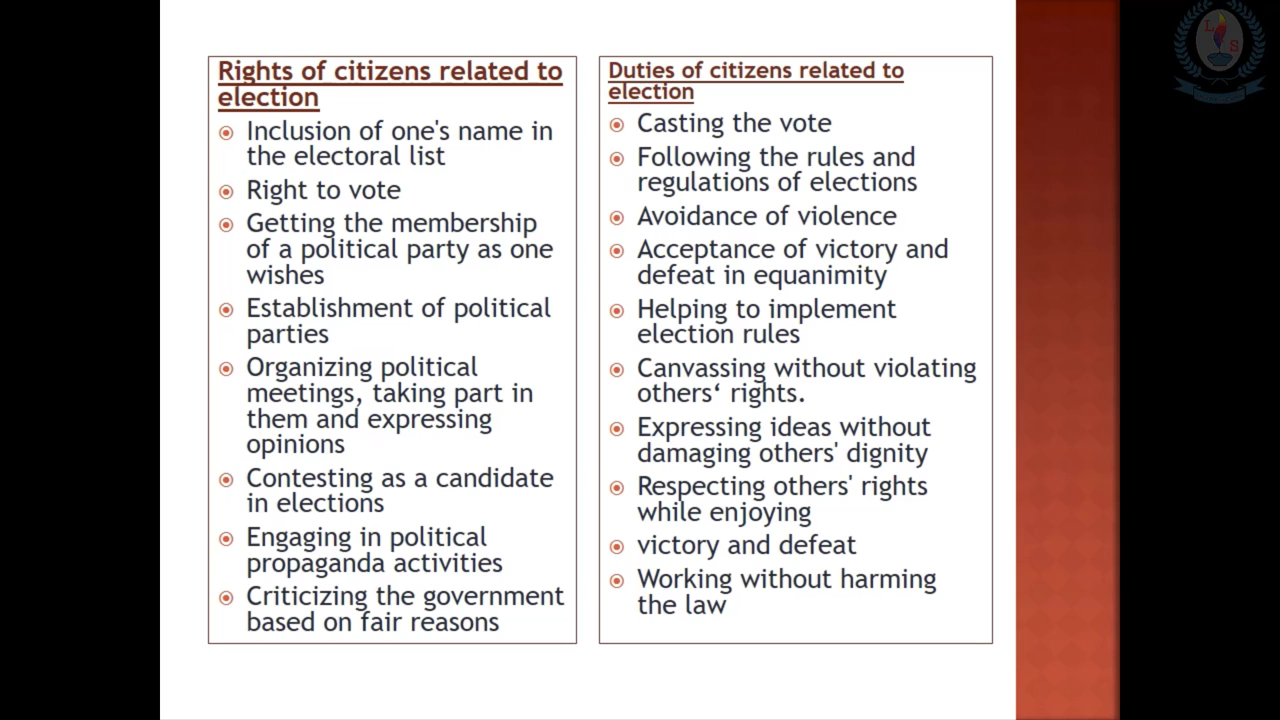 Rights of citizens related to
election
Inclusion of one's name in
the electoral list
Right to vote
Getting the membership
of a political party as one
wishes
Establishment of political
parties
Organizing political
meetings, taking part in
them and expressing
opinions
Contesting as a candidate
in elections
Engaging in political
propaganda activities
Criticizing the government
based on fair reasons
Duties of citizens related to
election
Casting the vote
Following the rules and
regulations of elections
Avoidance of violence
Acceptance of victory and
defeat in equanimity
Helping to implement
election rules
Canvassing without violating
others‘ rights.
Expressing ideas without
damaging others' dignity
Respecting others' rights
while enjoying
victory and defeat
Working without harming
the law
L
S